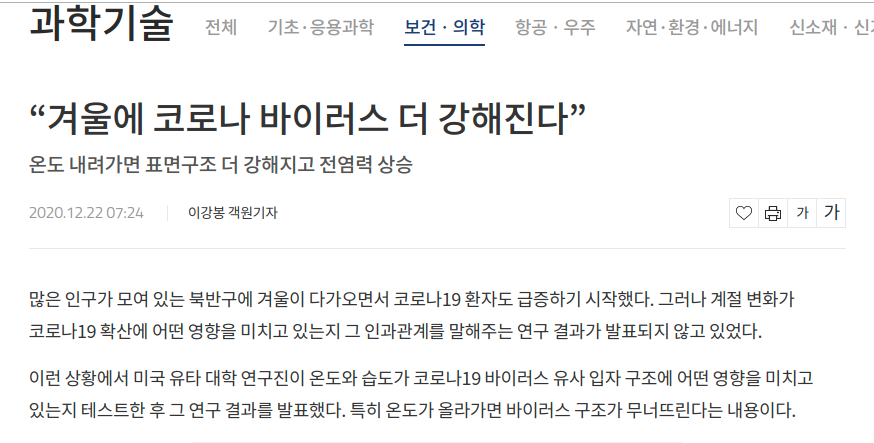 과학기술
전체 기초·응용과학 보건·의학 항공·우주 자연·환경·에너지 신소재·신
“겨울에 코로나 바이러스 더 강해진다”
온도 내려가면 표면구조 더 강해지고 전염력 상승
2020.12.22 07:24 이강봉 객원기자
가 가
많은 인구가 모여 있는 북반구에 겨울이 다가오면서 코로나19 환자도 급증하기 시작했다. 그러나 계절 변화가
코로나19 확산에 어떤 영향을 미치고 있는지 그 인과관계를 말해주는 연구 결과가 발표되지 않고 있었다.
이런 상황에서 미국 유타 대학 연구진이 온도와 습도가 코로나19 바이러스 유사 입자 구조에 어떤 영향을 미치고
있는지 테스트한 후 그 연구 결과를 발표했다. 특히 온도가 올라가면 바이러스 구조가 무너뜨린다는 내용이다.